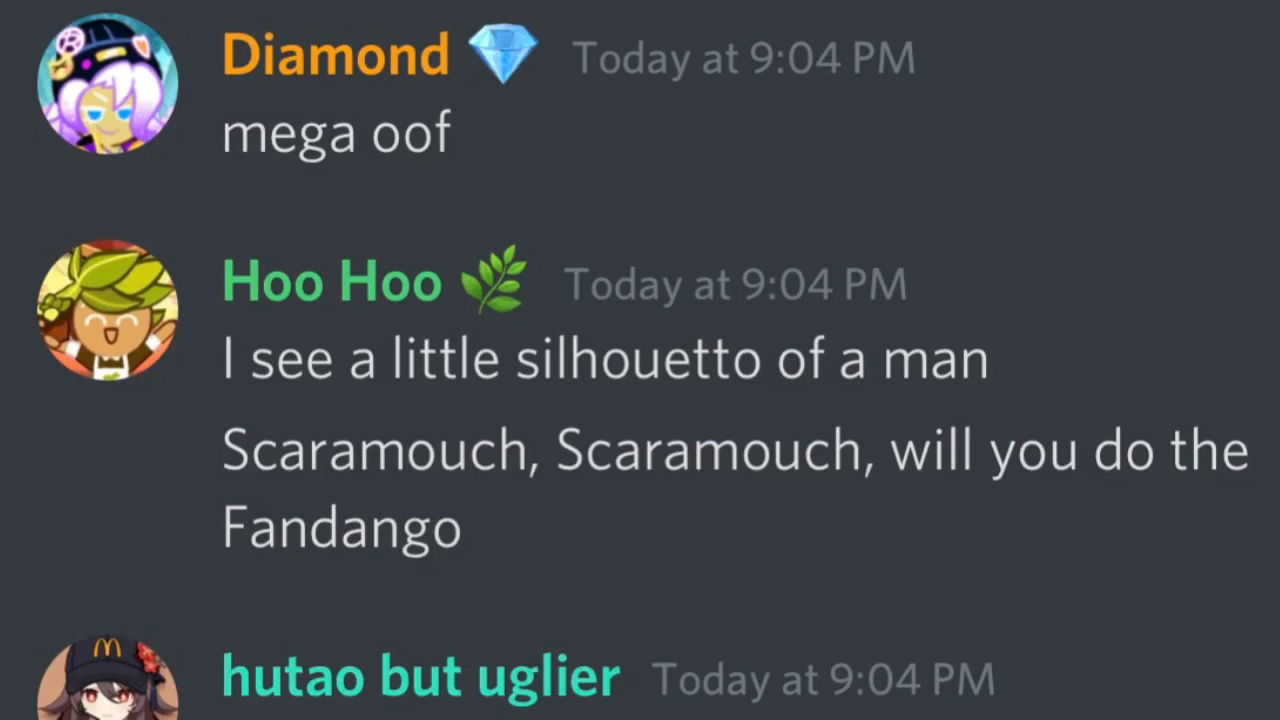 Diamond 💎 Today at 9:04 PM
mega oof
Hoo Hoo 🌿 Today at 9:04 PM
I see a little silhouetto of a man
Scaramouch, Scaramouch, will you do the
Fandango
hutao but uglier Today at 9:04 PM